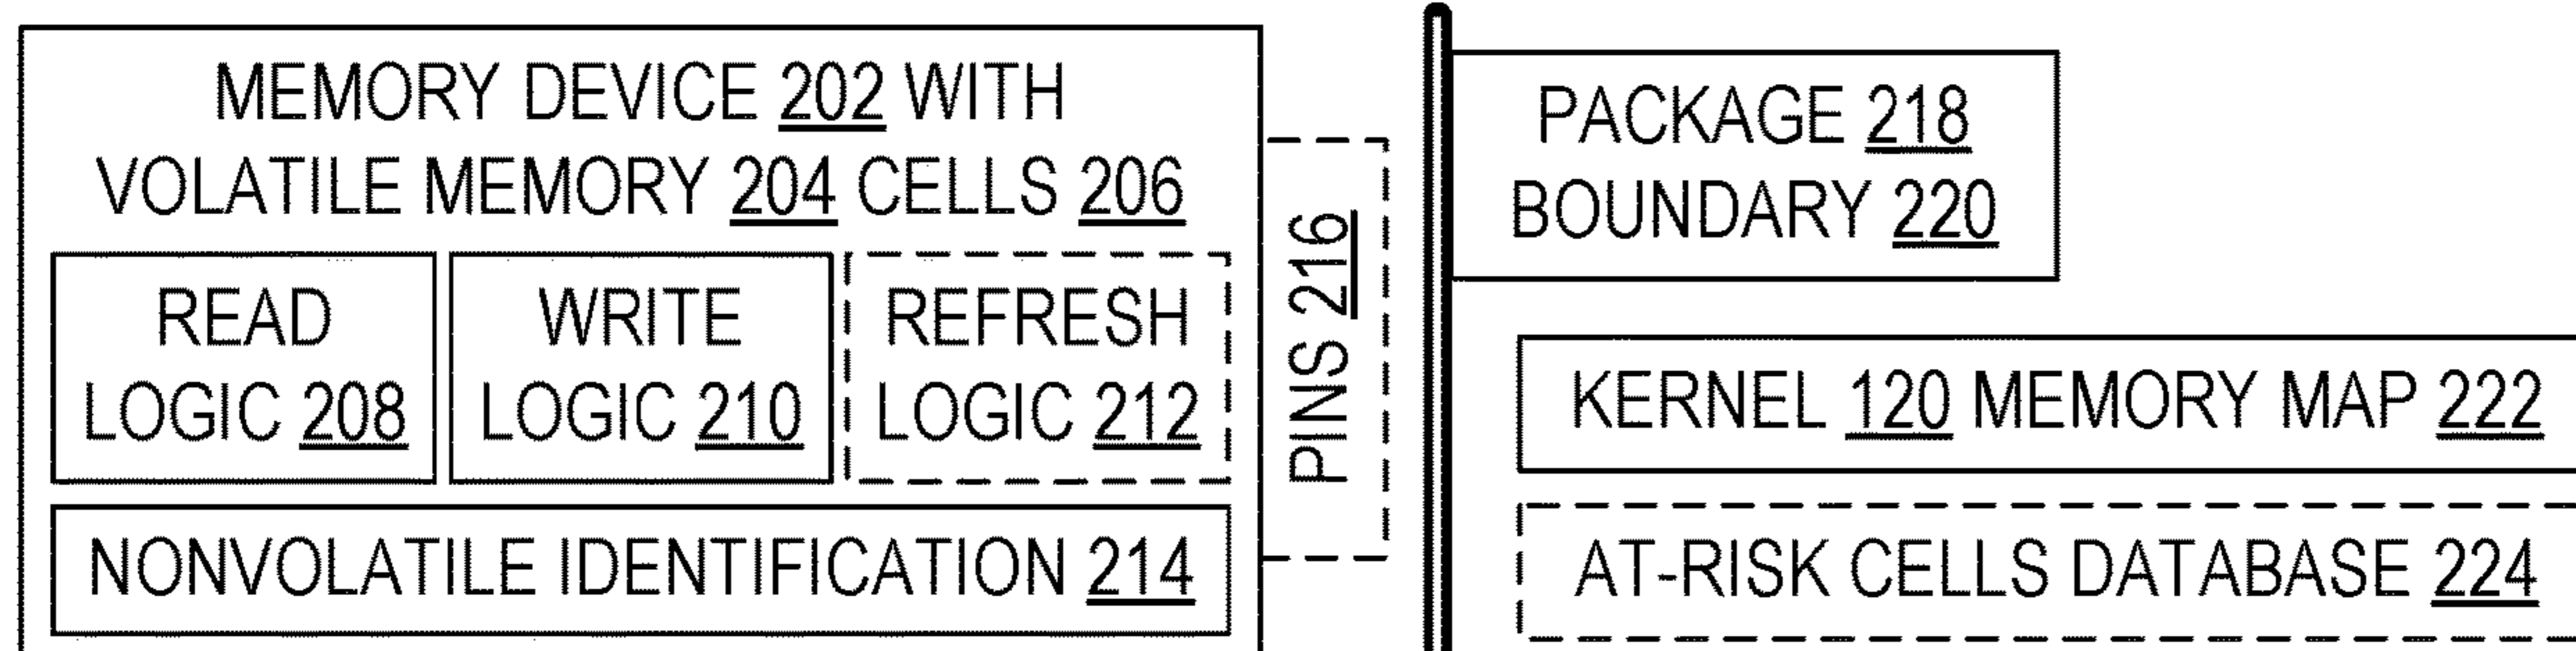 MEMORY DEVICE 202 WITH
VOLATILE MEMORY 204 CELLS 206
READ
LOGIC 208
WRITE
LOGIC 210
REFRESH
LOGIC 212
NONVOLATILE IDENTIFICATION 214
PINS 216
PACKAGE 218
BOUNDARY 220
KERNEL 120 MEMORY MAP 222
AT-RISK CELLS DATABASE 224